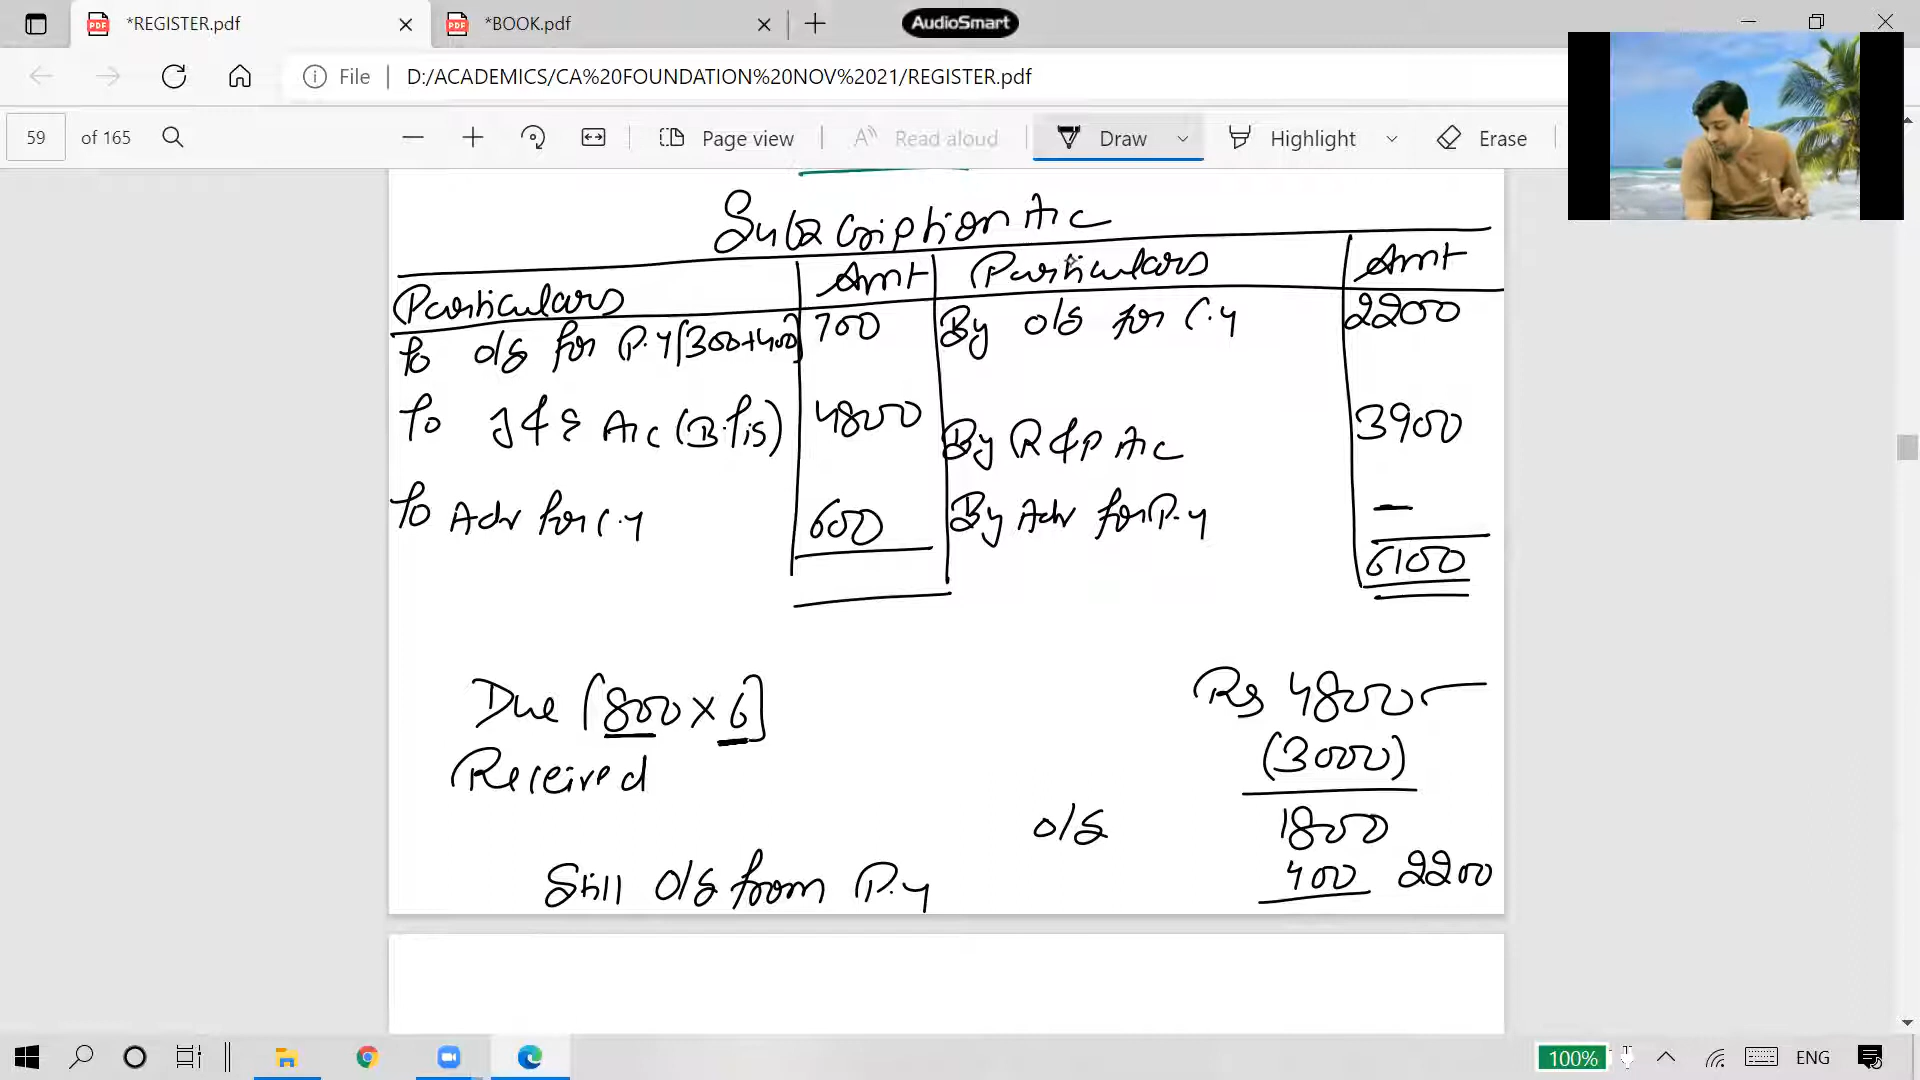 *REGISTER.pdf
*BOOK.pdf
AudioSmart
File
D:/ACADEMICS/CA%20FOUNDATION%20NOV%2021/REGISTER.pdf
59 of 165
Page view
Read aloud
Draw
Highlight
Erase
Subscription A/c
Particulars Amt Particulars Amt
To o/s for P.Y (300+400) 700 By o/s for C.Y 2200
To I & E A/c (B.fig) 4800 By R & P A/c 3900
To Adv for C.Y 600 By Adv for P.Y —
6100
Due (800 × 6) Rs 4800
Received (3000)
o/s 1800
Still o/s from P.Y 400 2200
100%
ENG